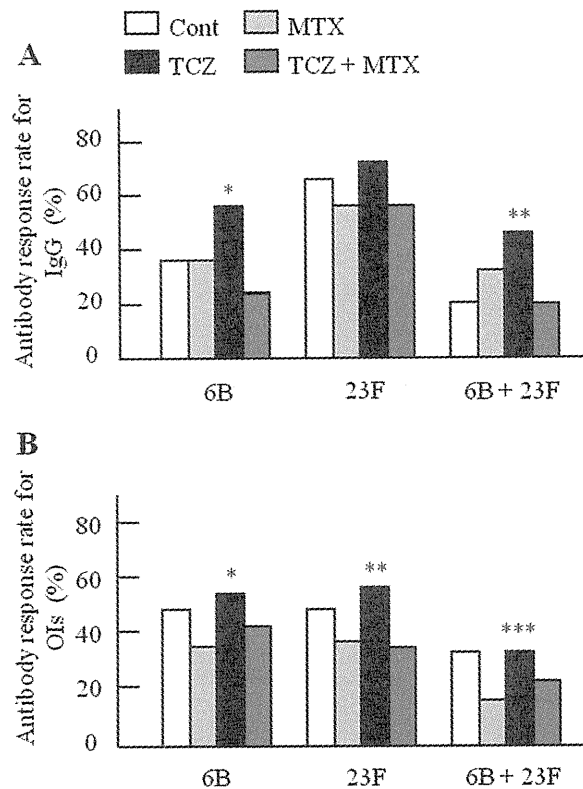 Cont MTX
A
TCZ TCZ + MTX
Antibody response rate for
IgG (%)
80
60
40
20
0
*
**
6B 23F 6B + 23F
B
Antibody response rate for
OIs (%)
80
60
40
20
0
*
**
***
6B 23F 6B + 23F